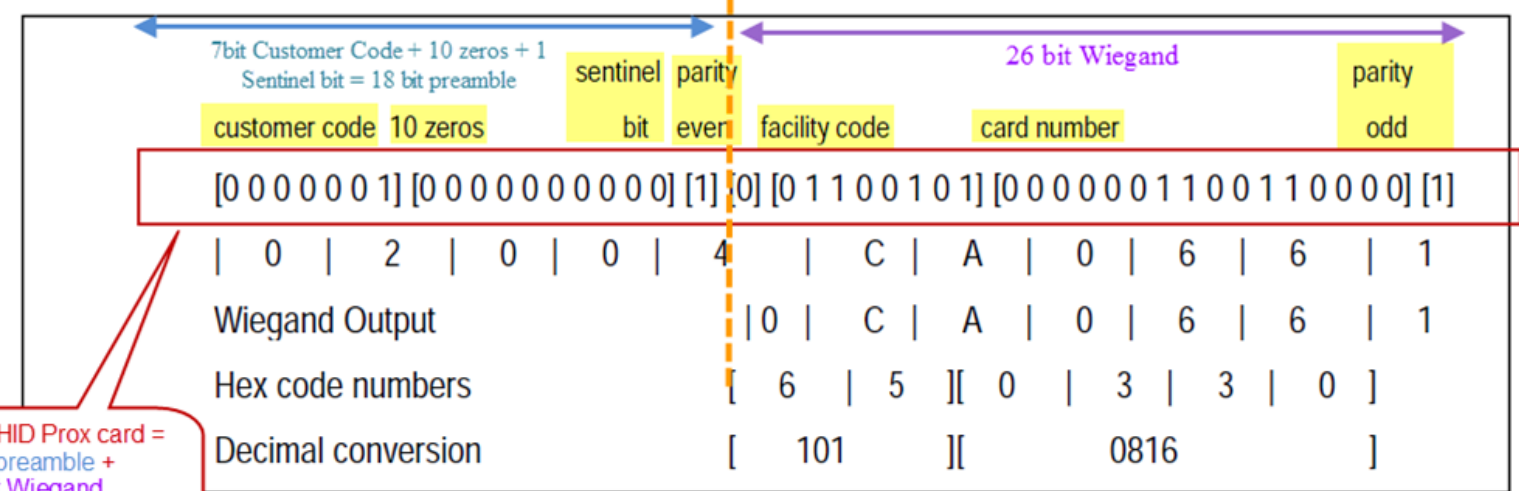 7bit Customer Code + 10 zeros + 1
Sentinel bit = 18 bit preamble
26 bit Wiegand
sentinel parity parity
customer code 10 zeros bit even facility code card number odd
[0 0 0 0 0 0 1] [0 0 0 0 0 0 0 0 0 0] [1] [0] [0 1 1 0 0 1 0 1] [0 0 0 0 0 0 1 1 0 0 1 1 0 0 0 0] [1]
| 0 | 2 | 0 | 0 | 4 | C | A | 0 | 6 | 6 | 1
Wiegand Output |0 | C | A | 0 | 6 | 6 | 1
Hex code numbers [ 6 | 5 ][ 0 | 3 | 3 | 0 ]
Decimal conversion [ 101 ][ 0816 ]
HID Prox card =
preamble +
Wiegand